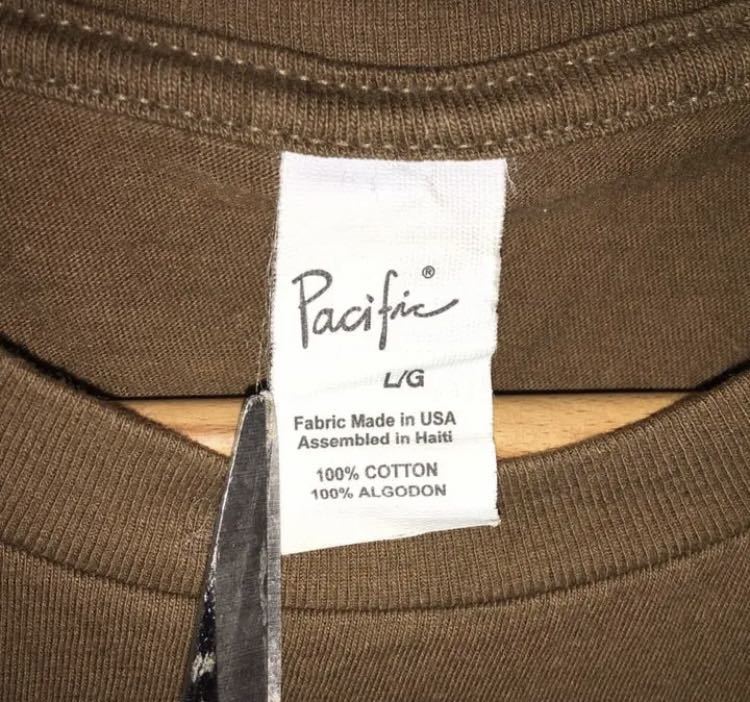 Pacific®
L/G
Fabric Made in USA
Assembled in Haiti
100% COTTON
100% ALGODON